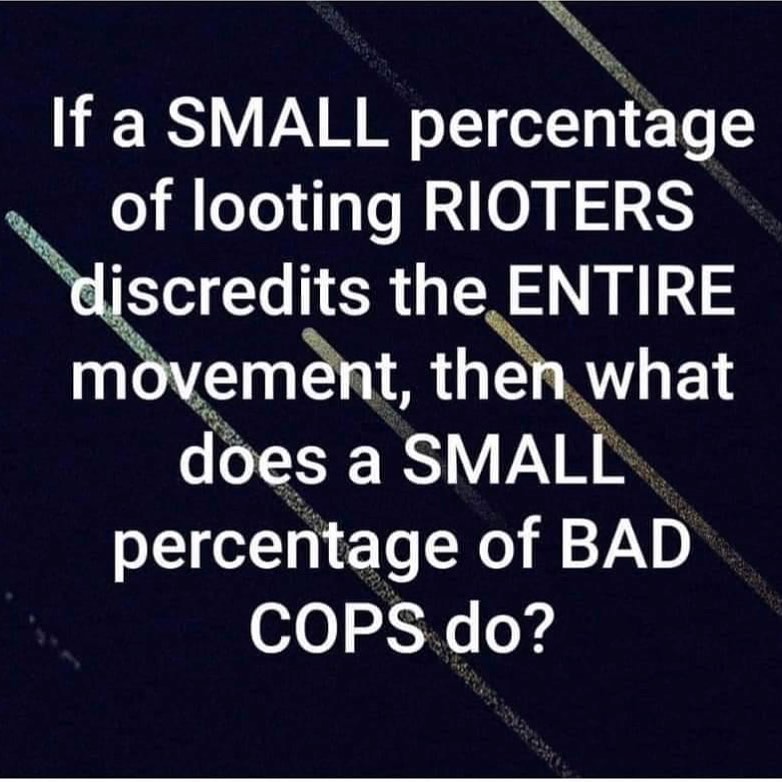 If a SMALL percentage
of looting RIOTERS
discredits the ENTIRE
movement, then what
does a SMALL
percentage of BAD
COPS do?